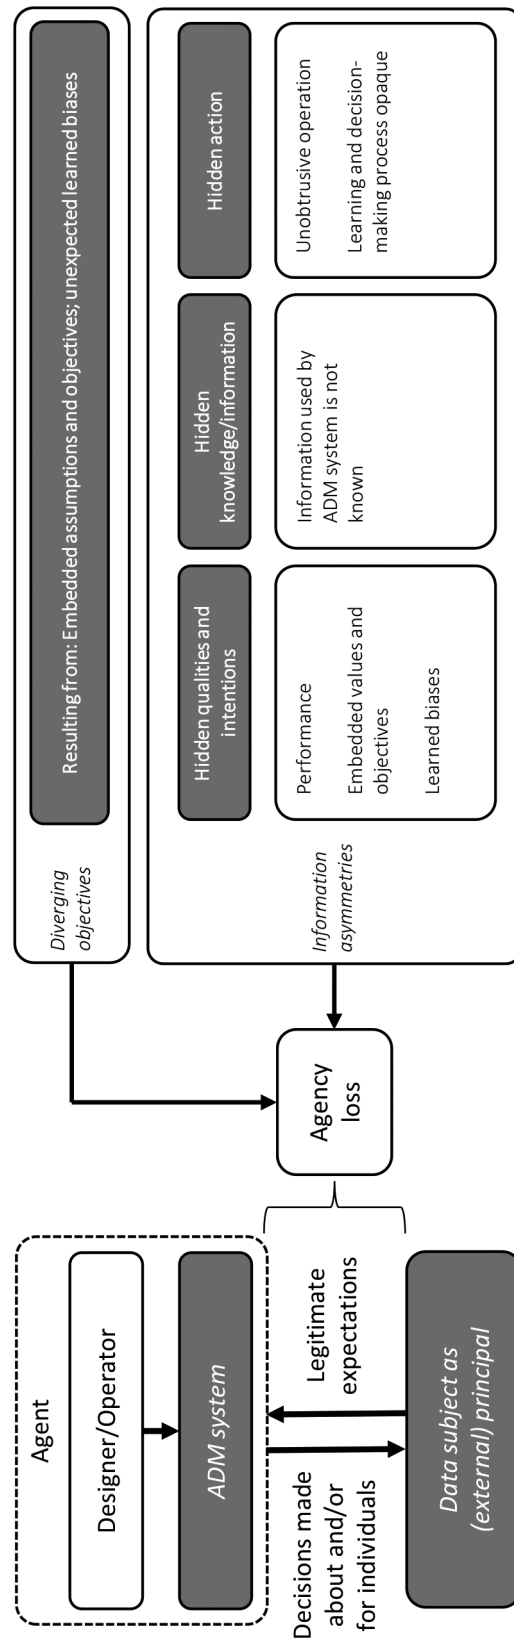 Agent
Designer/Operator
ADM system
Decisions made
about and/or
for individuals
Legitimate
expectations
Data subject as
(external) principal
Agency
loss
Diverging
objectives
Resulting from: Embedded assumptions and objectives; unexpected learned biases
Information
asymmetries
Hidden qualities and
intentions
Performance
Embedded values and
objectives
Learned biases
Hidden
knowledge/information
Information used by
ADM system is not
known
Hidden action
Unobtrusive operation
Learning and decision-
making process opaque